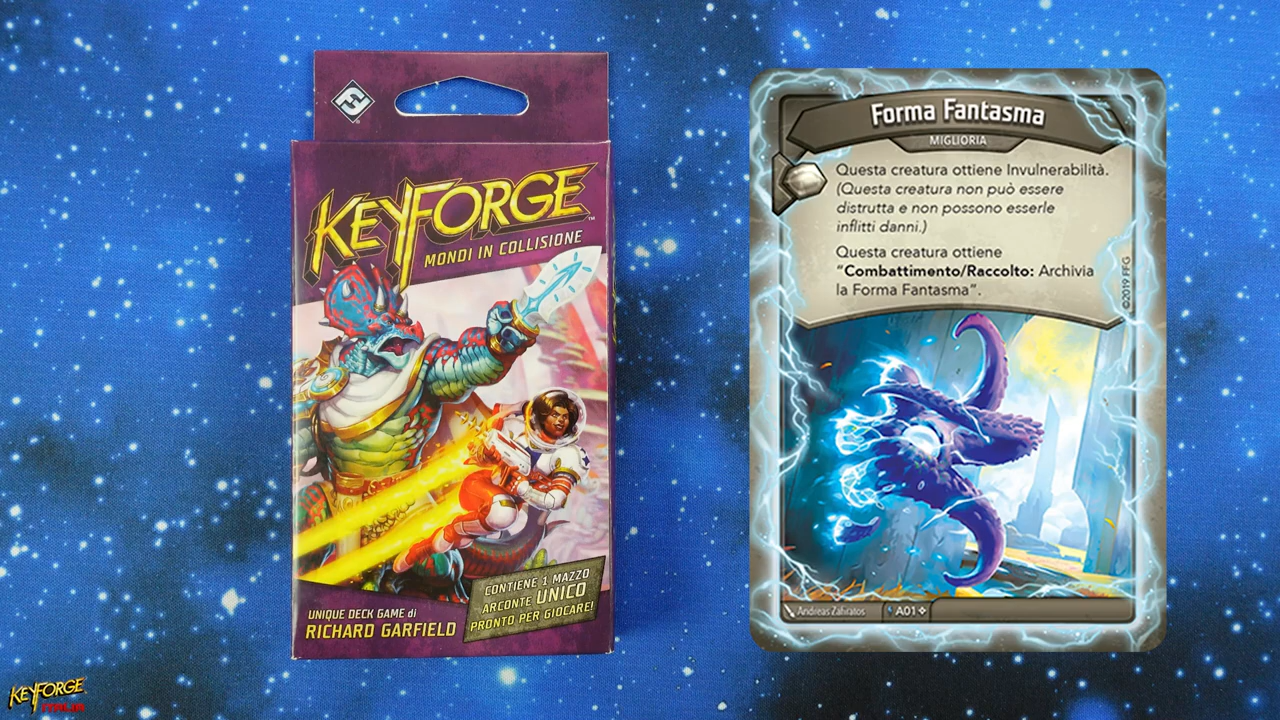 KEYFORGE
MONDI IN COLLISIONE
CONTIENE 1 MAZZO
ARCONTE UNICO
PRONTO PER GIOCARE!
UNIQUE DECK GAME di
RICHARD GARFIELD
Forma Fantasma
MIGLIORIA
Questa creatura ottiene Invulnerabilità.
(Questa creatura non può essere
distrutta e non possono esserle
inflitti danni.)
Questa creatura ottiene
“Combattimento/Raccolto: Archivia
la Forma Fantasma”.
©2019 FFG
Andreas Zafiratos
A01
KEYFORGE
ITALIA